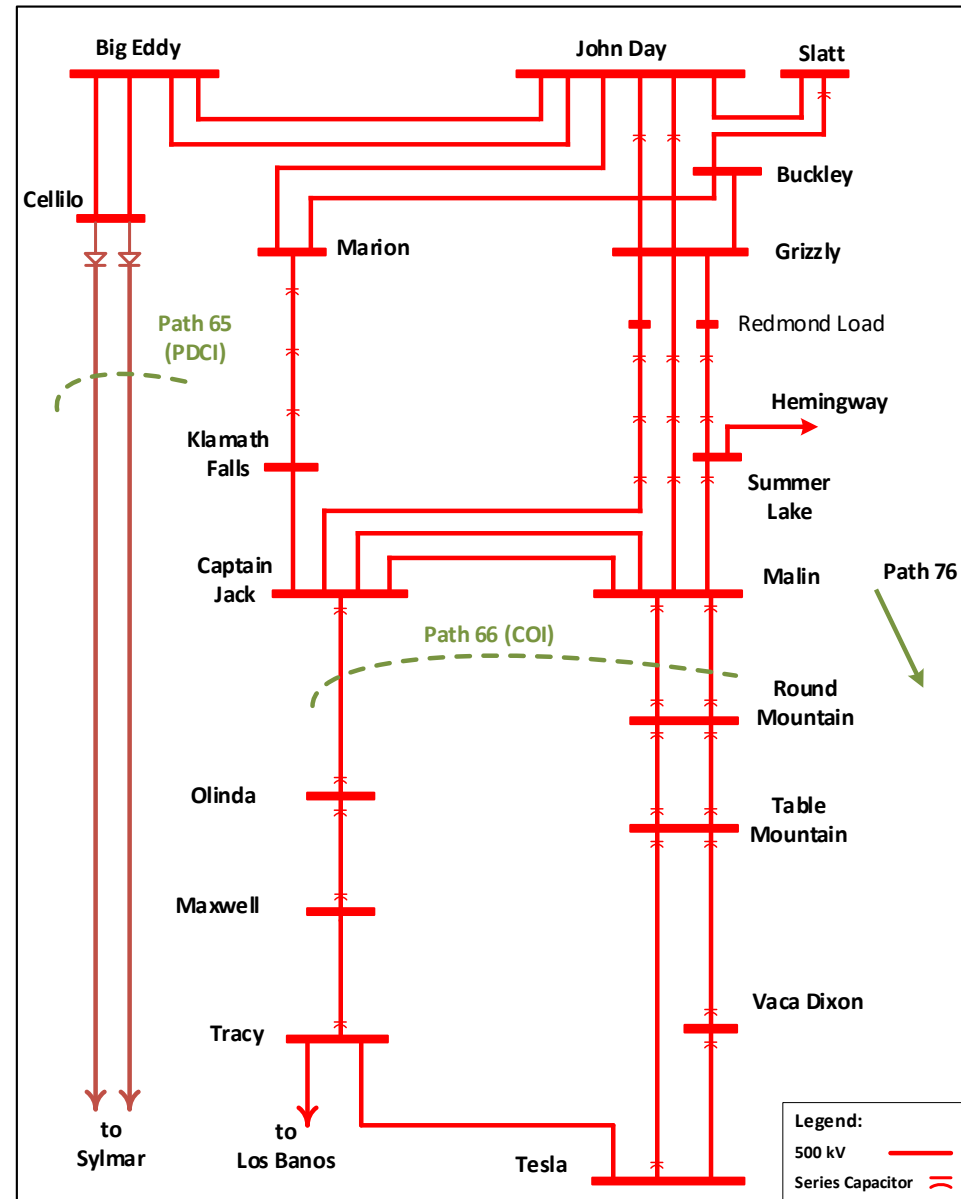 Big Eddy
John Day
Slatt
Buckley
Cellilo
Marion
Grizzly
Path 65
(PDCI)
Redmond Load
Hemingway
Klamath
Falls
Summer
Lake
Captain
Jack
Malin
Path 76
Path 66 (COI)
Round
Mountain
Olinda
Table
Mountain
Maxwell
Vaca Dixon
Tracy
to
Sylmar
to
Los Banos
Tesla
Legend:
500 kV
Series Capacitor